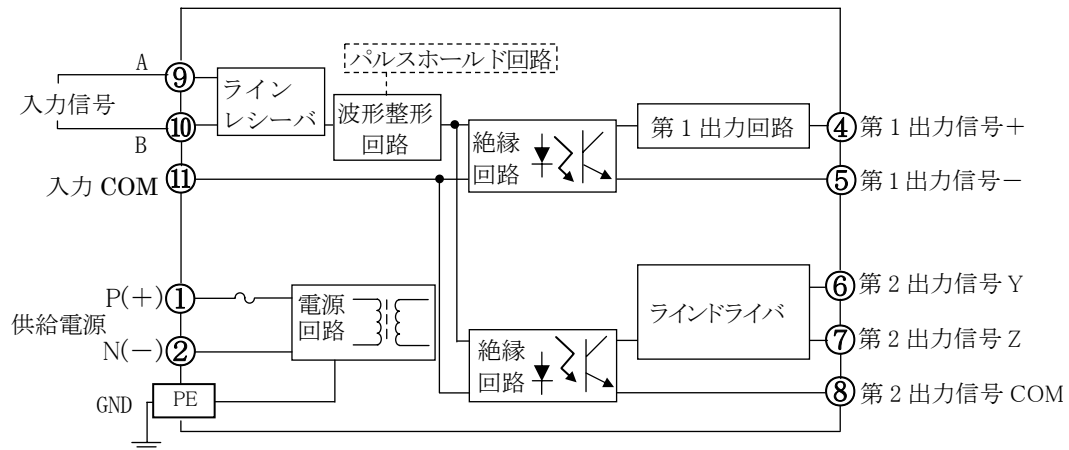 パルスホールド回路
A
⑨
ライン
レシーバ
波形整形
回路
入力信号
⑩
B
入力 COM ⑪
絶縁
回路
第1出力回路
④ 第1出力信号＋
⑤ 第1出力信号－
P(＋) ①
供給電源
N(－) ②
電源
回路
GND
PE
絶縁
回路
ラインドライバ
⑥ 第2出力信号 Y
⑦ 第2出力信号 Z
⑧ 第2出力信号 COM